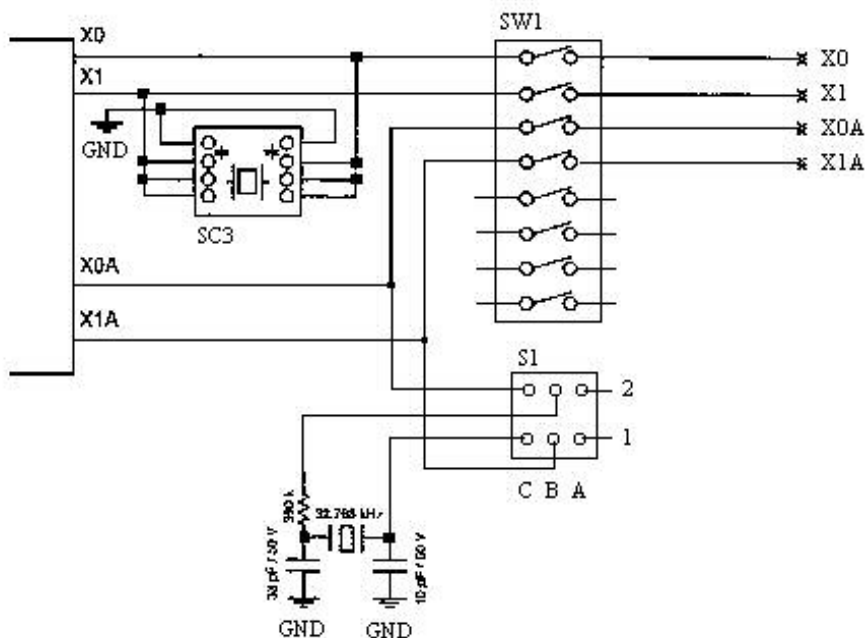 X0
SW1
X0
X1
X1
X0A
GND
X1A
SC3
X0A
X1A
S1
2
1
C B A
32.768 kHz
GND
GND